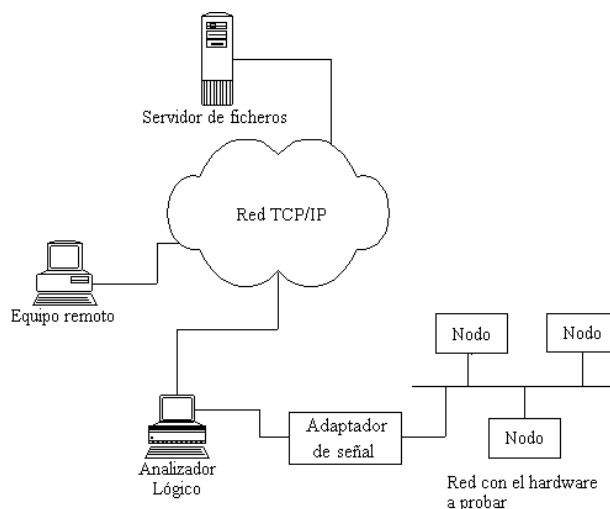 Servidor de ficheros
Red TCP/IP
Equipo remoto
Nodo
Nodo
Nodo
Adaptador
de señal
Analizador
Lógico
Red con el hardware
a probar